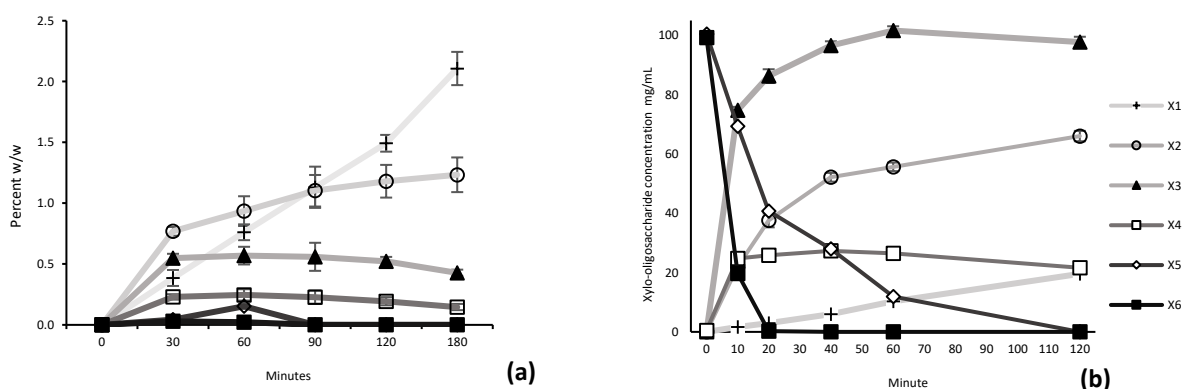 2.5
2.0
1.5
1.0
0.5
0.0
Percent w/w
0 30 60 90 120 180
Minutes
(a)
100
80
60
40
20
0
Xylo-oligosaccharide concentration mg/mL
0 10 20 30 40 50 60 70 80 90 100 110 120
Minute
(b)
X1
X2
X3
X4
X5
X6